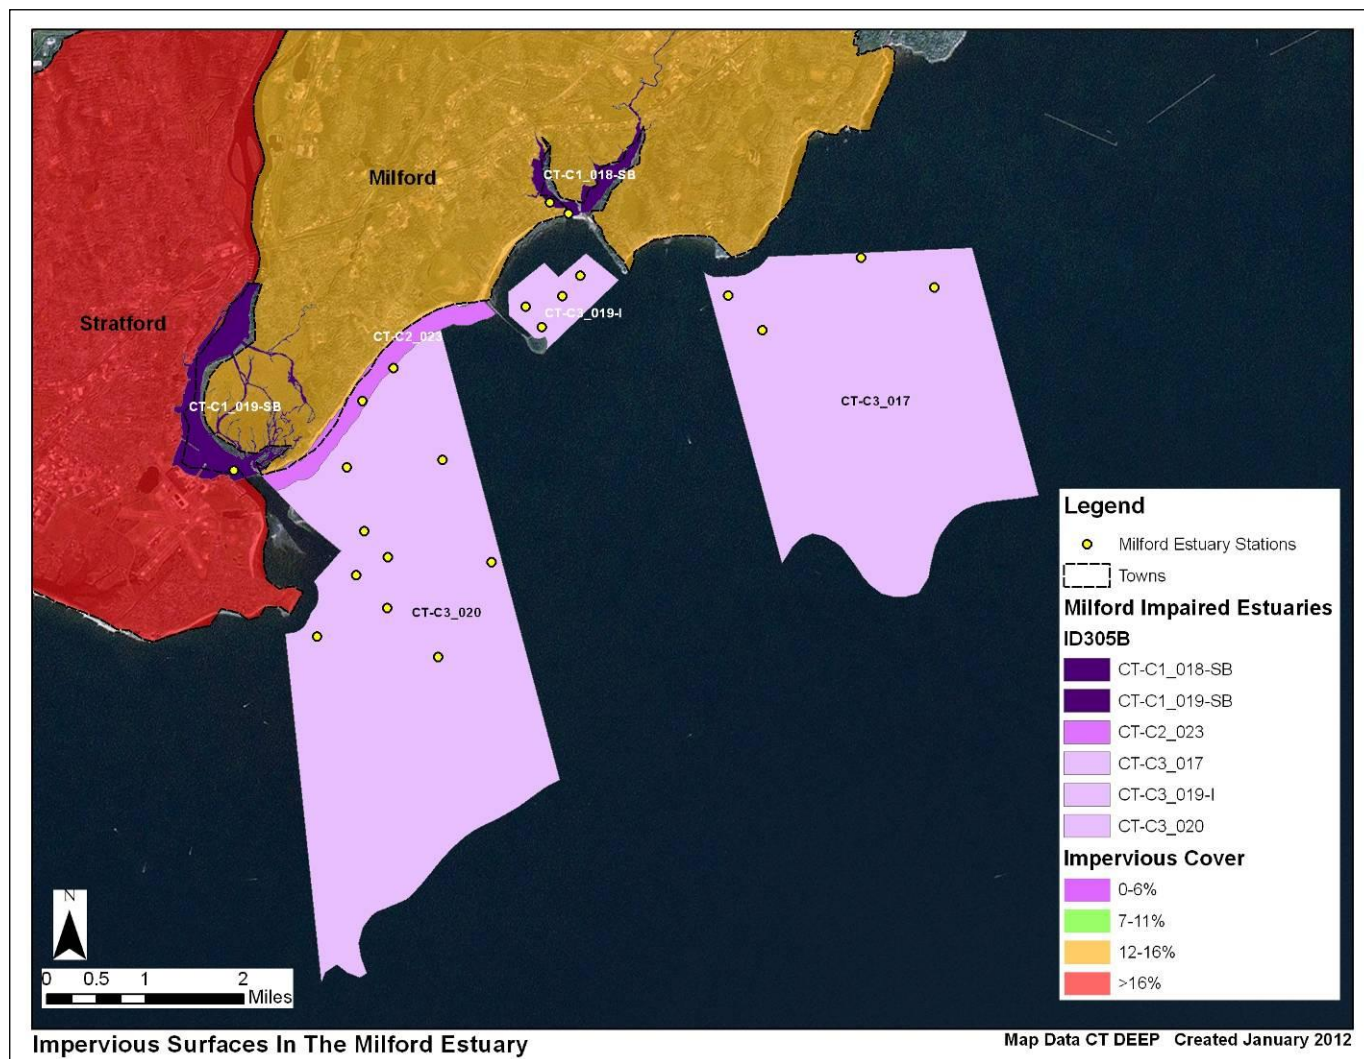 Milford
CT-C1_018-SB
Stratford
CT-C3_019-I
CT-C2_023
CT-C1_019-SB
CT-C3_017
CT-C3_020
Legend
Milford Estuary Stations
Towns
Milford Impaired Estuaries
ID305B
CT-C1_018-SB
CT-C1_019-SB
CT-C2_023
CT-C3_017
CT-C3_019-I
CT-C3_020
Impervious Cover
0-6%
7-11%
12-16%
>16%
N
0 0.5 1 2
Miles
Impervious Surfaces In The Milford Estuary
Map Data CT DEEP Created January 2012